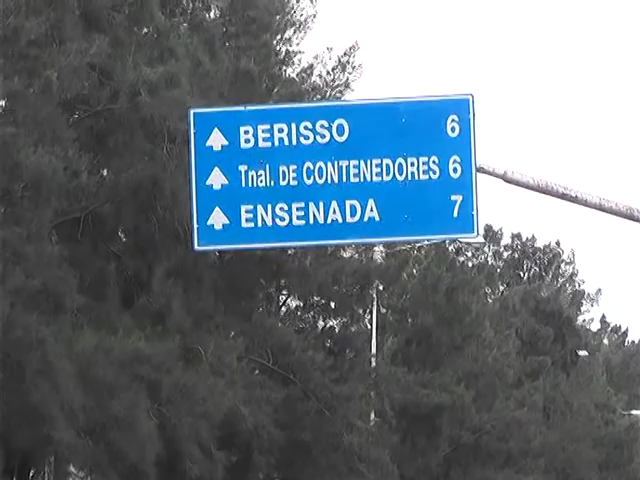 BERISSO 6
Tnal. DE CONTENEDORES 6
ENSENADA 7